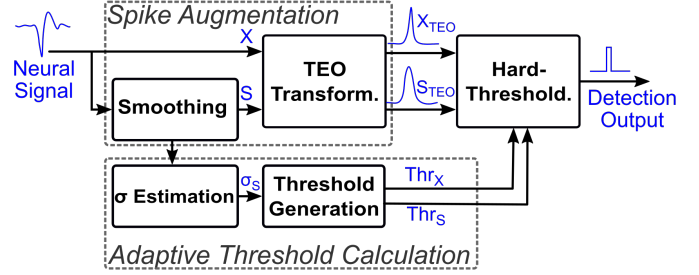 Spike Augmentation
Neural
Signal
X
Smoothing
S
TEO
Transform.
X_TEO
S_TEO
Hard-
Threshold.
Detection
Output
σ Estimation
σ_S
Threshold
Generation
Thr_X
Thr_S
Adaptive Threshold Calculation